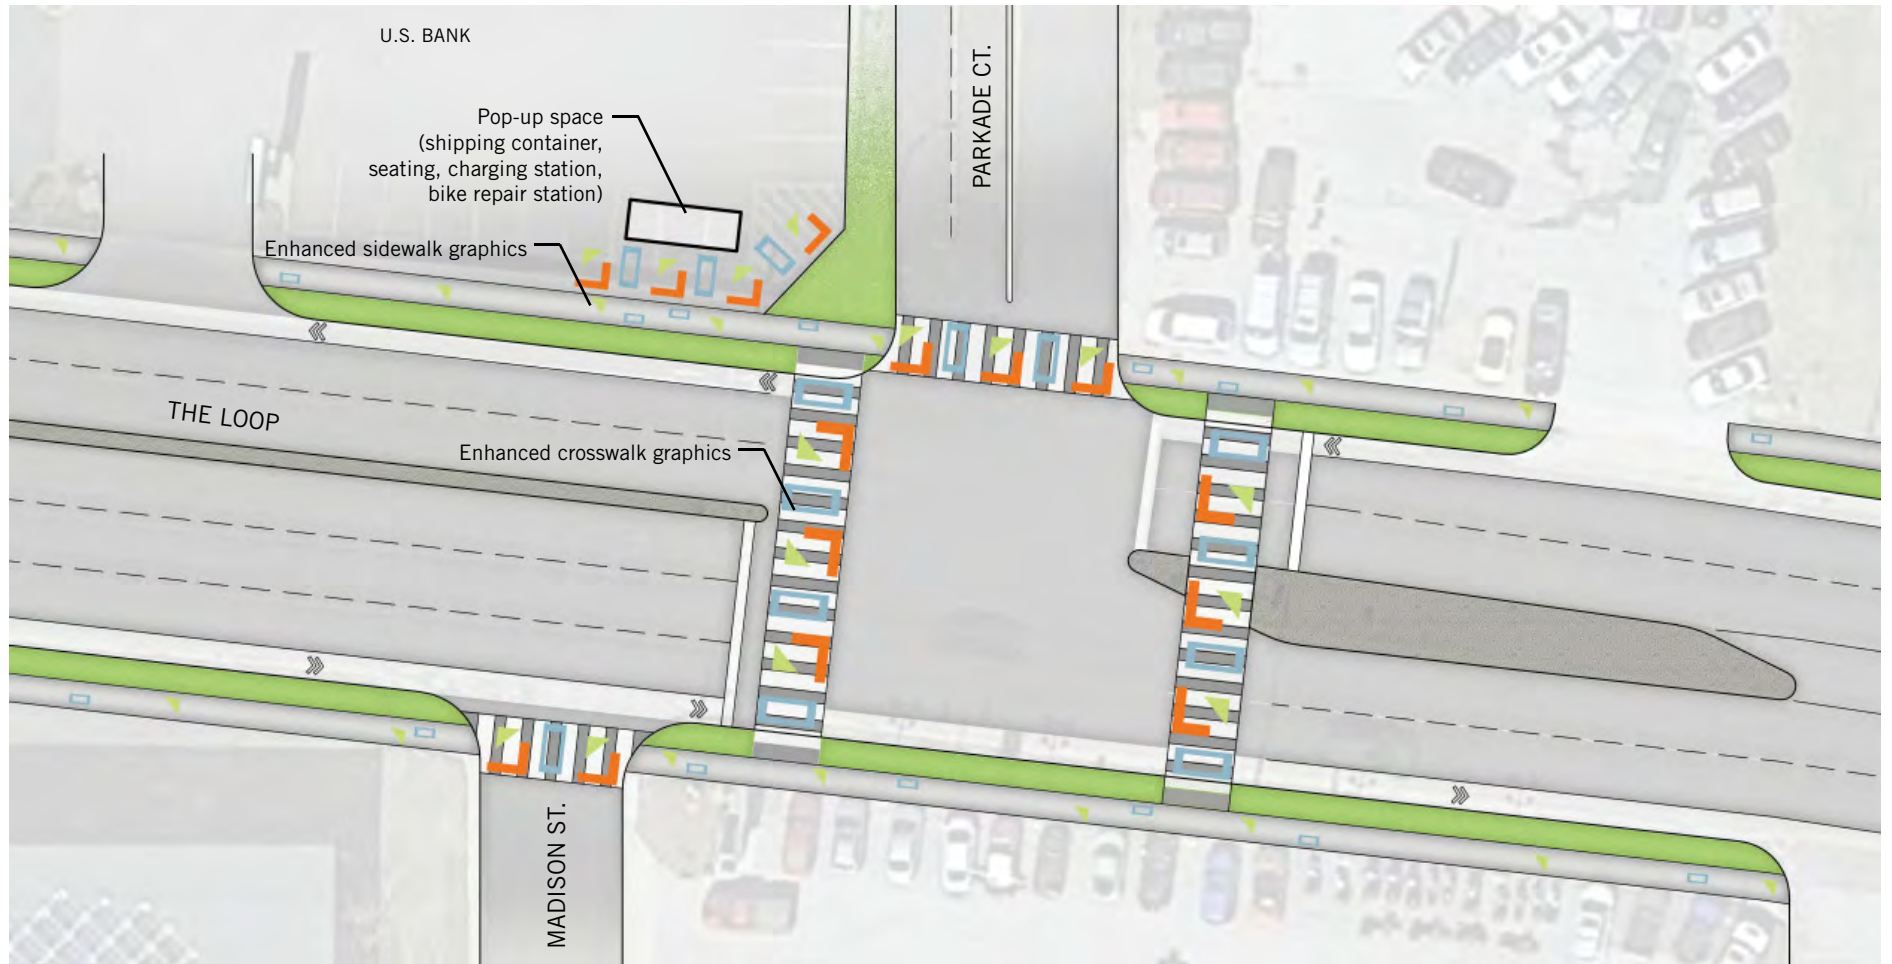 U.S. BANK
PARKADE CT.
Pop-up space
(shipping container,
seating, charging station,
bike repair station)
Enhanced sidewalk graphics
THE LOOP
Enhanced crosswalk graphics
MADISON ST.